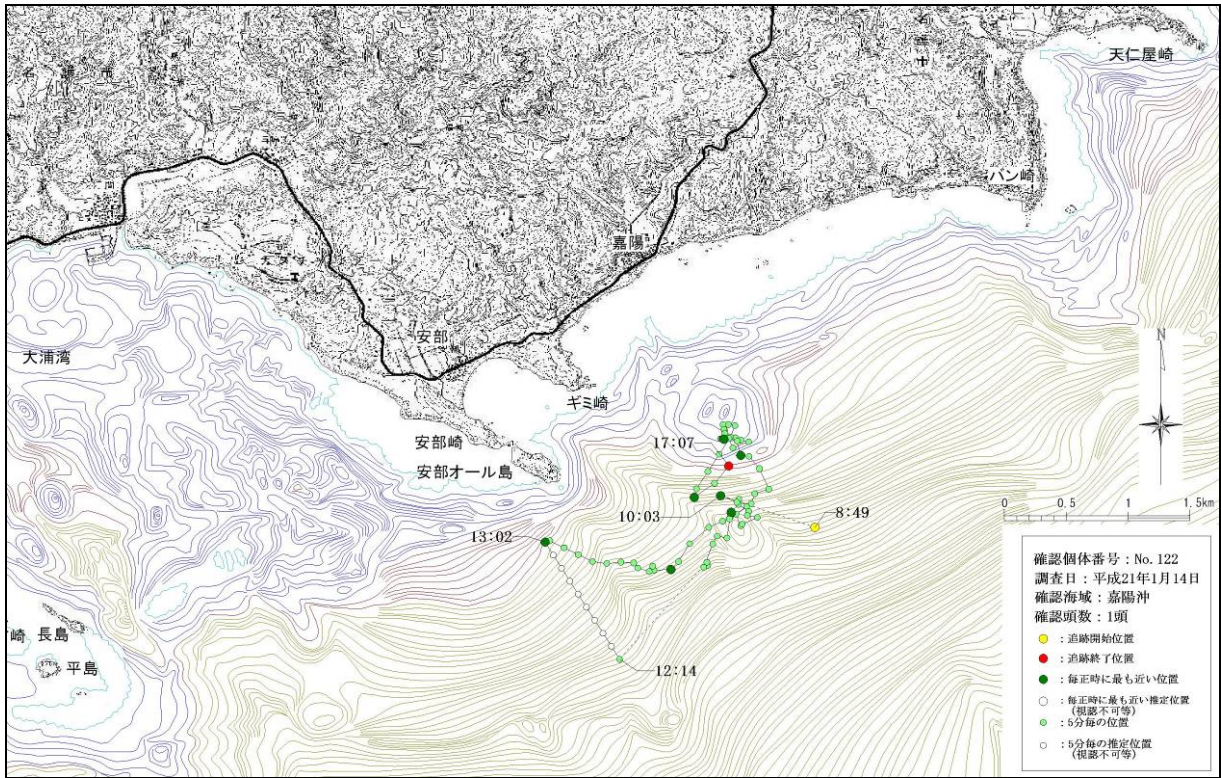 天仁屋崎
バン崎
嘉陽
安部
大浦湾
ギミ崎
安部崎
安部オール島
17:07
10:03
8:49
13:02
12:14
長島
崎
平島
N
0 0.5 1 1.5km
確認個体番号：No. 122
調査日：平成21年1月14日
確認海域：嘉陽沖
確認頭数：1頭
：追跡開始位置
：追跡終了位置
：毎正時に最も近い位置
：毎正時に最も近い推定位置
（視認不可等）
：5分毎の位置
：5分毎の推定位置
（視認不可等）